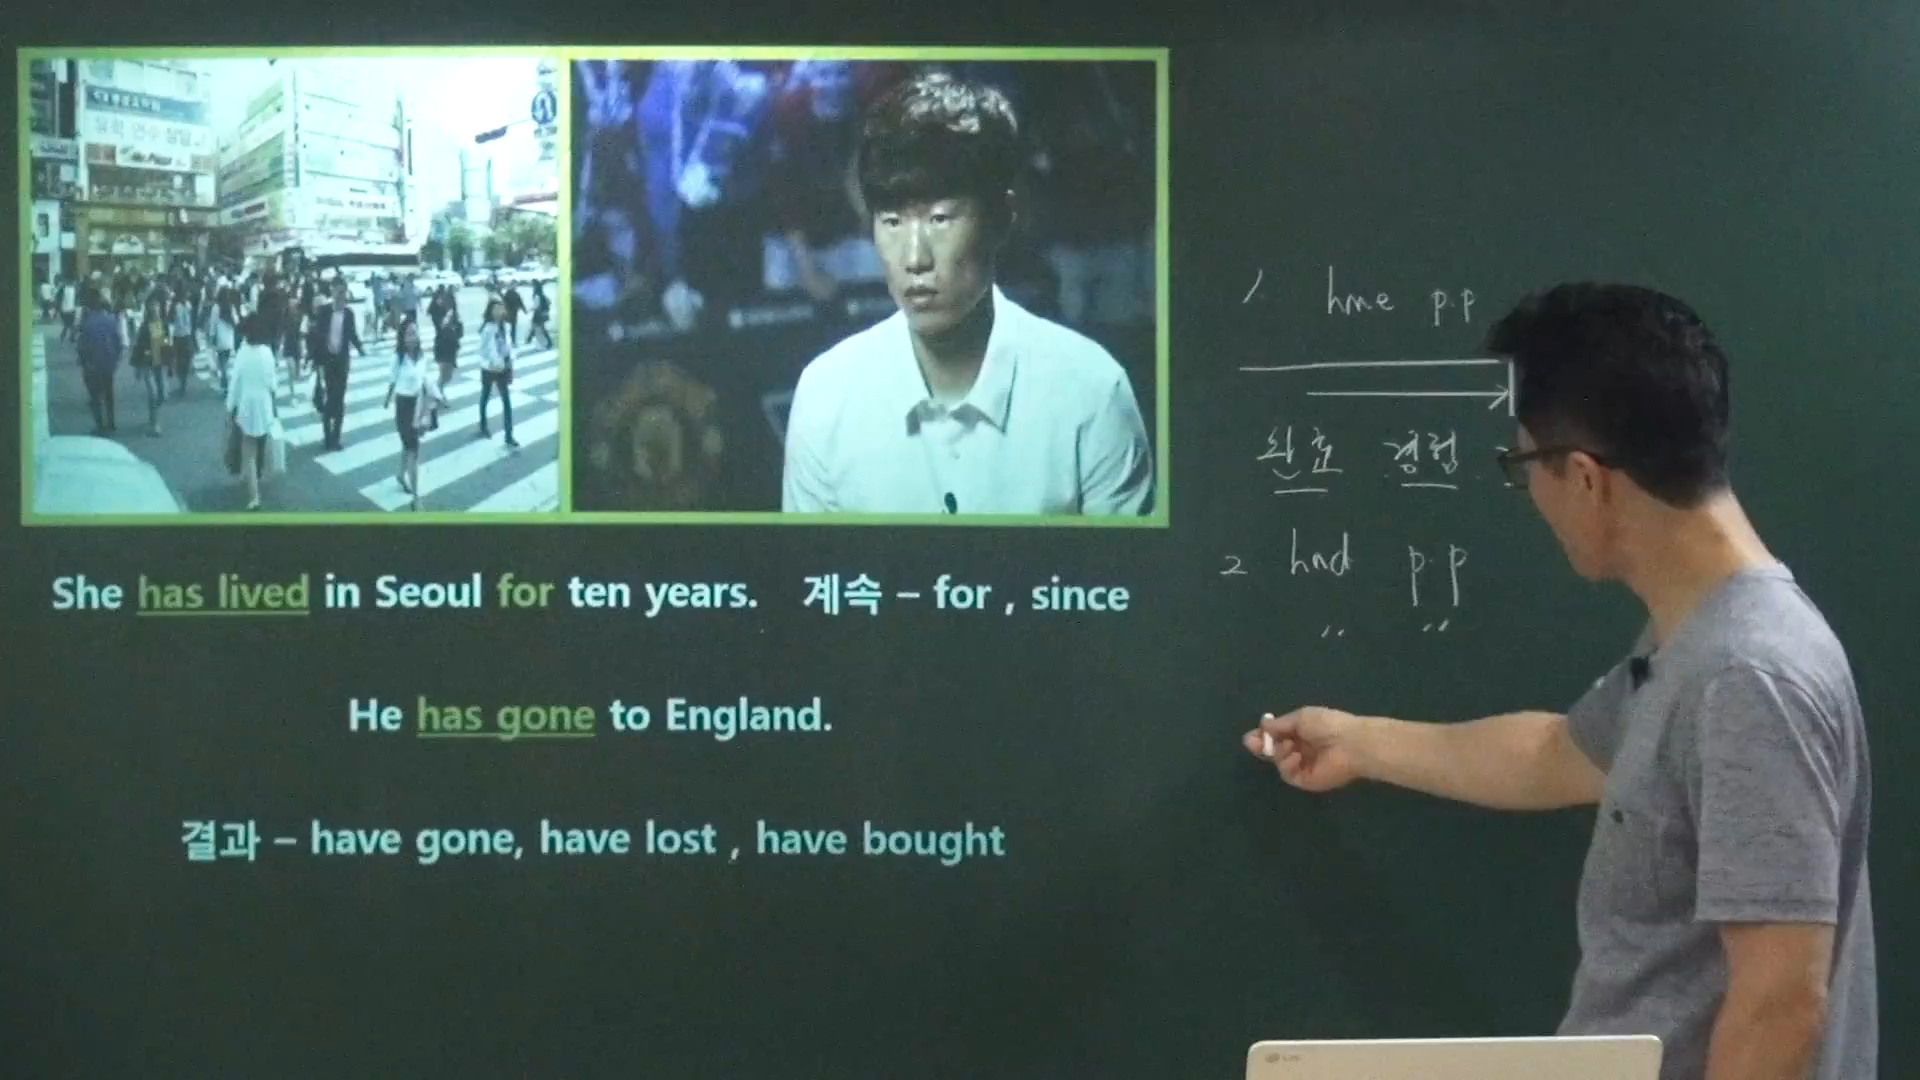 She has lived in Seoul for ten years. 계속 – for , since
He has gone to England.
결과 – have gone, have lost , have bought
1. have p.p
완료 경험
2 had p.p
〃 〃